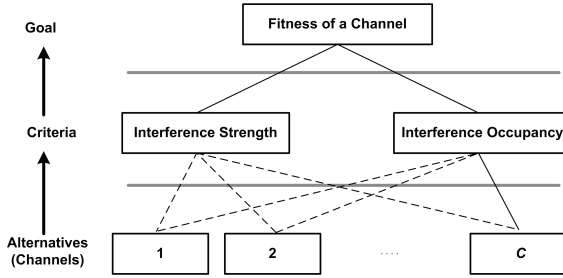 Goal
Fitness of a Channel
Criteria
Interference Strength
Interference Occupancy
Alternatives
(Channels)
1
2
....
C